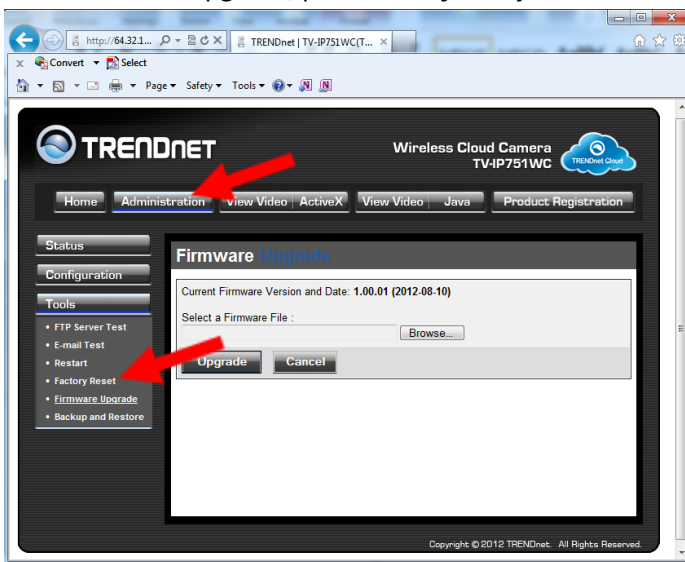 http://64.32.1...
TRENDnet | TV-IP751WC(T...
Convert Select
Page Safety Tools
TRENDNET
Wireless Cloud Camera
TV-IP751WC
TRENDnet Cloud
Home Administration View Video ActiveX View Video Java Product Registration
Status
Configuration
Tools
• FTP Server Test
• E-mail Test
• Restart
• Factory Reset
• Firmware Upgrade
• Backup and Restore
Firmware Upgrade
Current Firmware Version and Date: 1.00.01 (2012-08-10)
Select a Firmware File :
Browse...
Upgrade Cancel
Copyright © 2012 TRENDnet. All Rights Reserved.